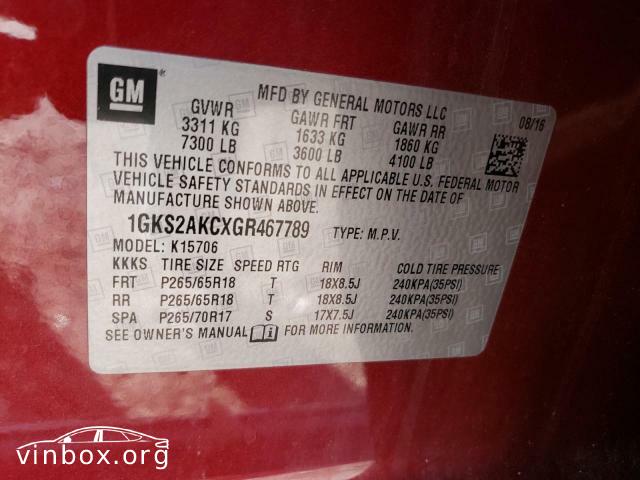 GM
MFD BY GENERAL MOTORS LLC
08/16
GVWR GAWR FRT GAWR RR
3311 KG 1633 KG 1860 KG
7300 LB 3600 LB 4100 LB
THIS VEHICLE CONFORMS TO ALL APPLICABLE U.S. FEDERAL MOTOR
VEHICLE SAFETY STANDARDS IN EFFECT ON THE DATE OF
MANUFACTURE SHOWN ABOVE.
1GKS2AKCXGR467789 TYPE: M.P.V.
MODEL: K15706
KKKS TIRE SIZE SPEED RTG RIM COLD TIRE PRESSURE
FRT P265/65R18 T 18X8.5J 240KPA(35PSI)
RR P265/65R18 T 18X8.5J 240KPA(35PSI)
SPA P265/70R17 S 17X7.5J 240KPA(35PSI)
SEE OWNER'S MANUAL FOR MORE INFORMATION
vinbox.org